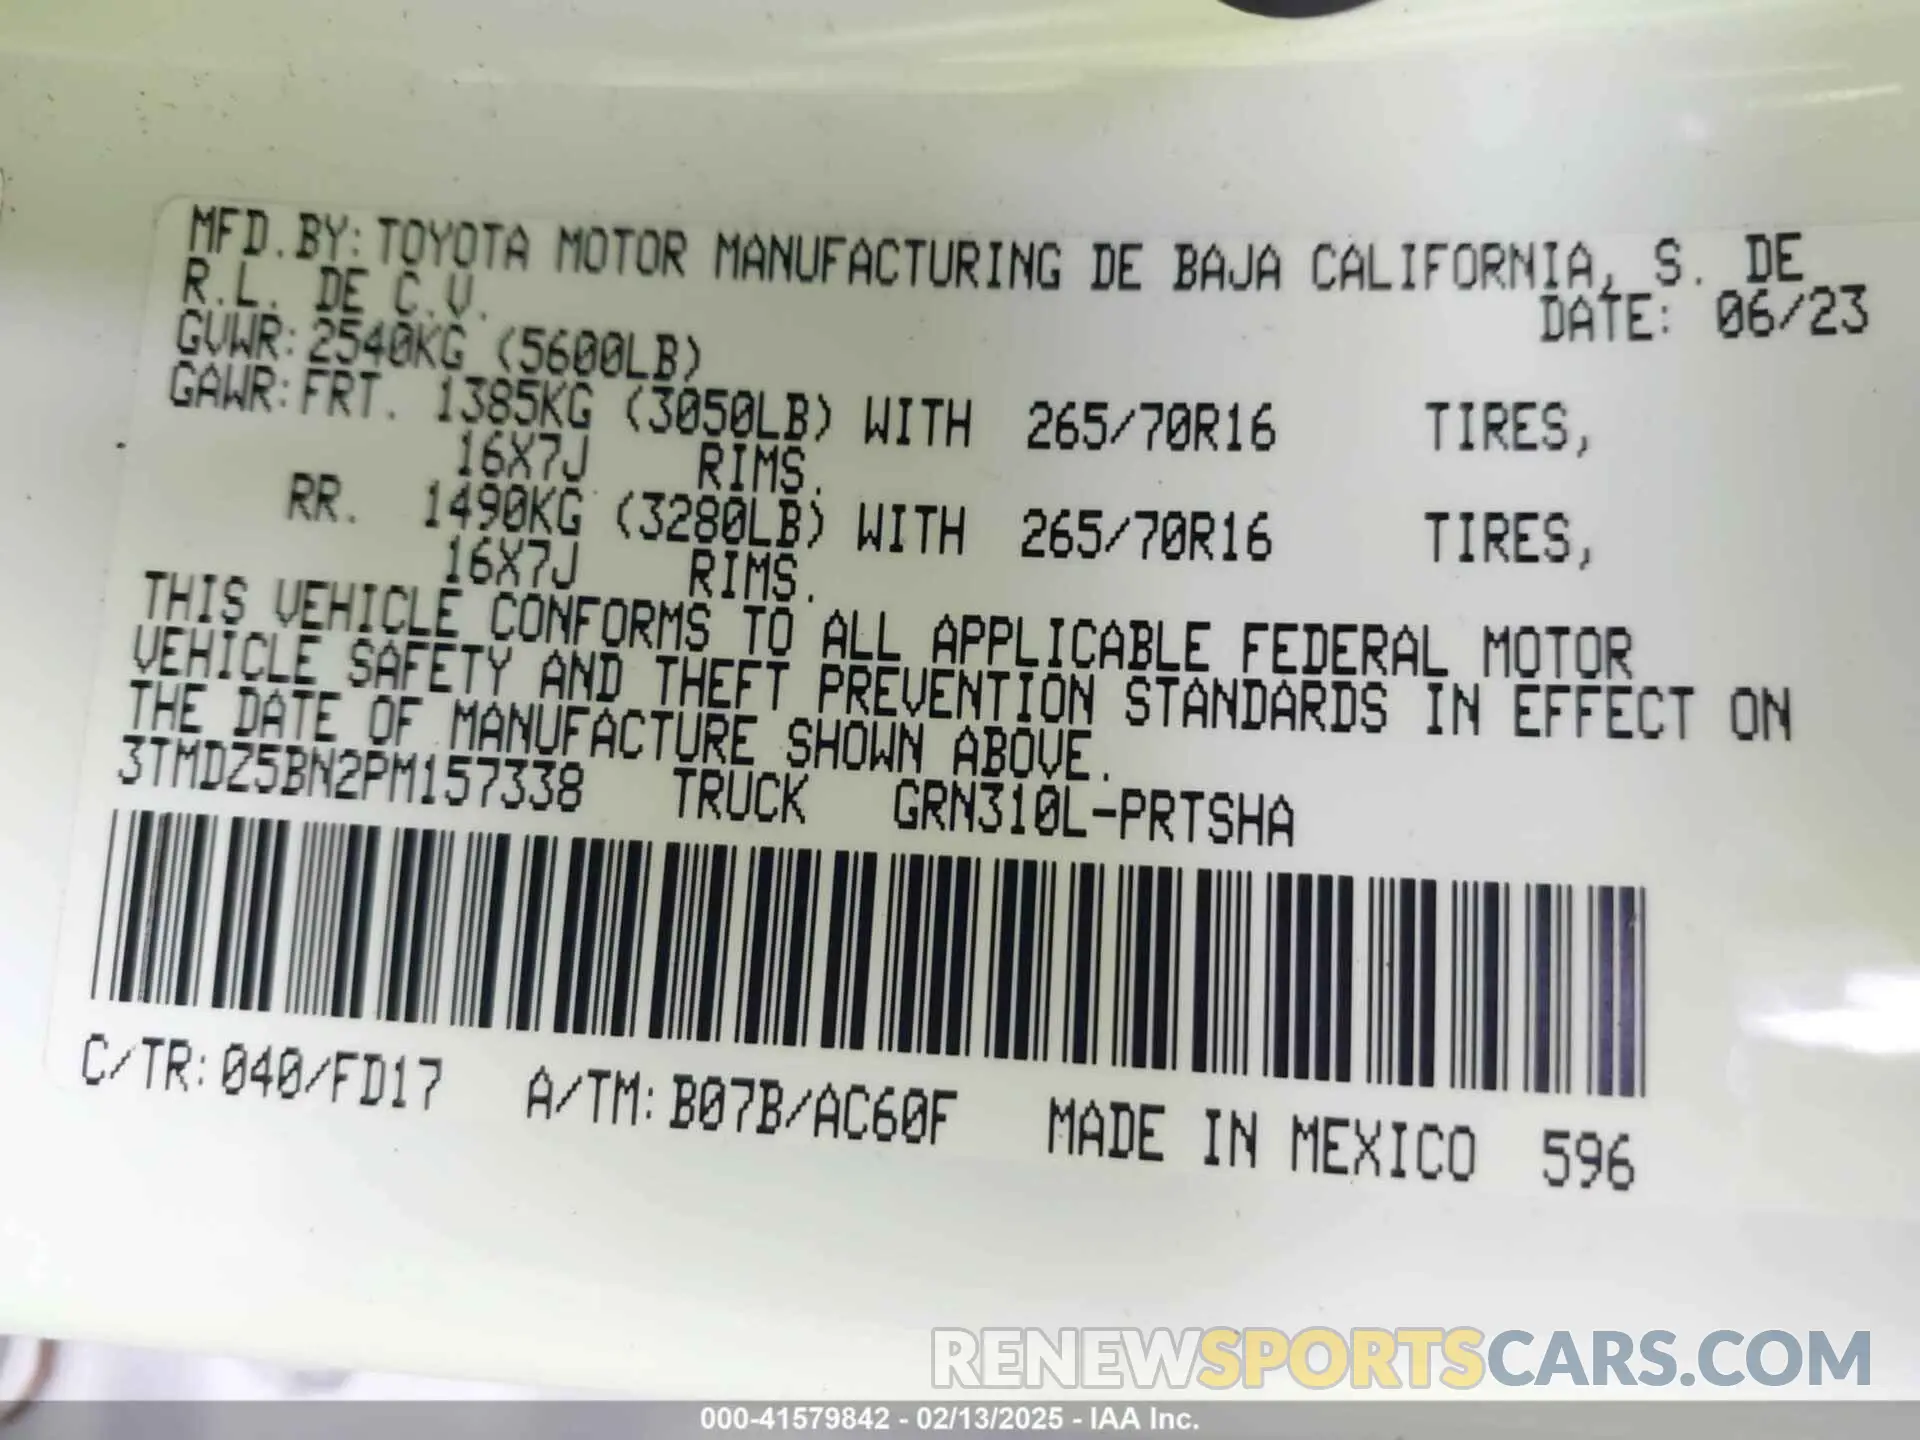 MFD.BY: TOYOTA MOTOR MANUFACTURING DE BAJA CALIFORNIA, S. DE
R.L. DE C.V. DATE: 06/23
GVWR: 2540KG (5600LB)
GAWR: FRT. 1385KG (3050LB) WITH 265/70R16 TIRES,
16X7J RIMS.
RR. 1490KG (3280LB) WITH 265/70R16 TIRES,
16X7J RIMS.
THIS VEHICLE CONFORMS TO ALL APPLICABLE FEDERAL MOTOR
VEHICLE SAFETY AND THEFT PREVENTION STANDARDS IN EFFECT ON
THE DATE OF MANUFACTURE SHOWN ABOVE.
3TMDZ5BN2PM157338 TRUCK GRN310L-PRTSHA
C/TR: 040/FD17 A/TM: B07B/AC60F MADE IN MEXICO 596
RENEWSPORTSCARS.COM
000-41579842 - 02/13/2025 - IAA Inc.